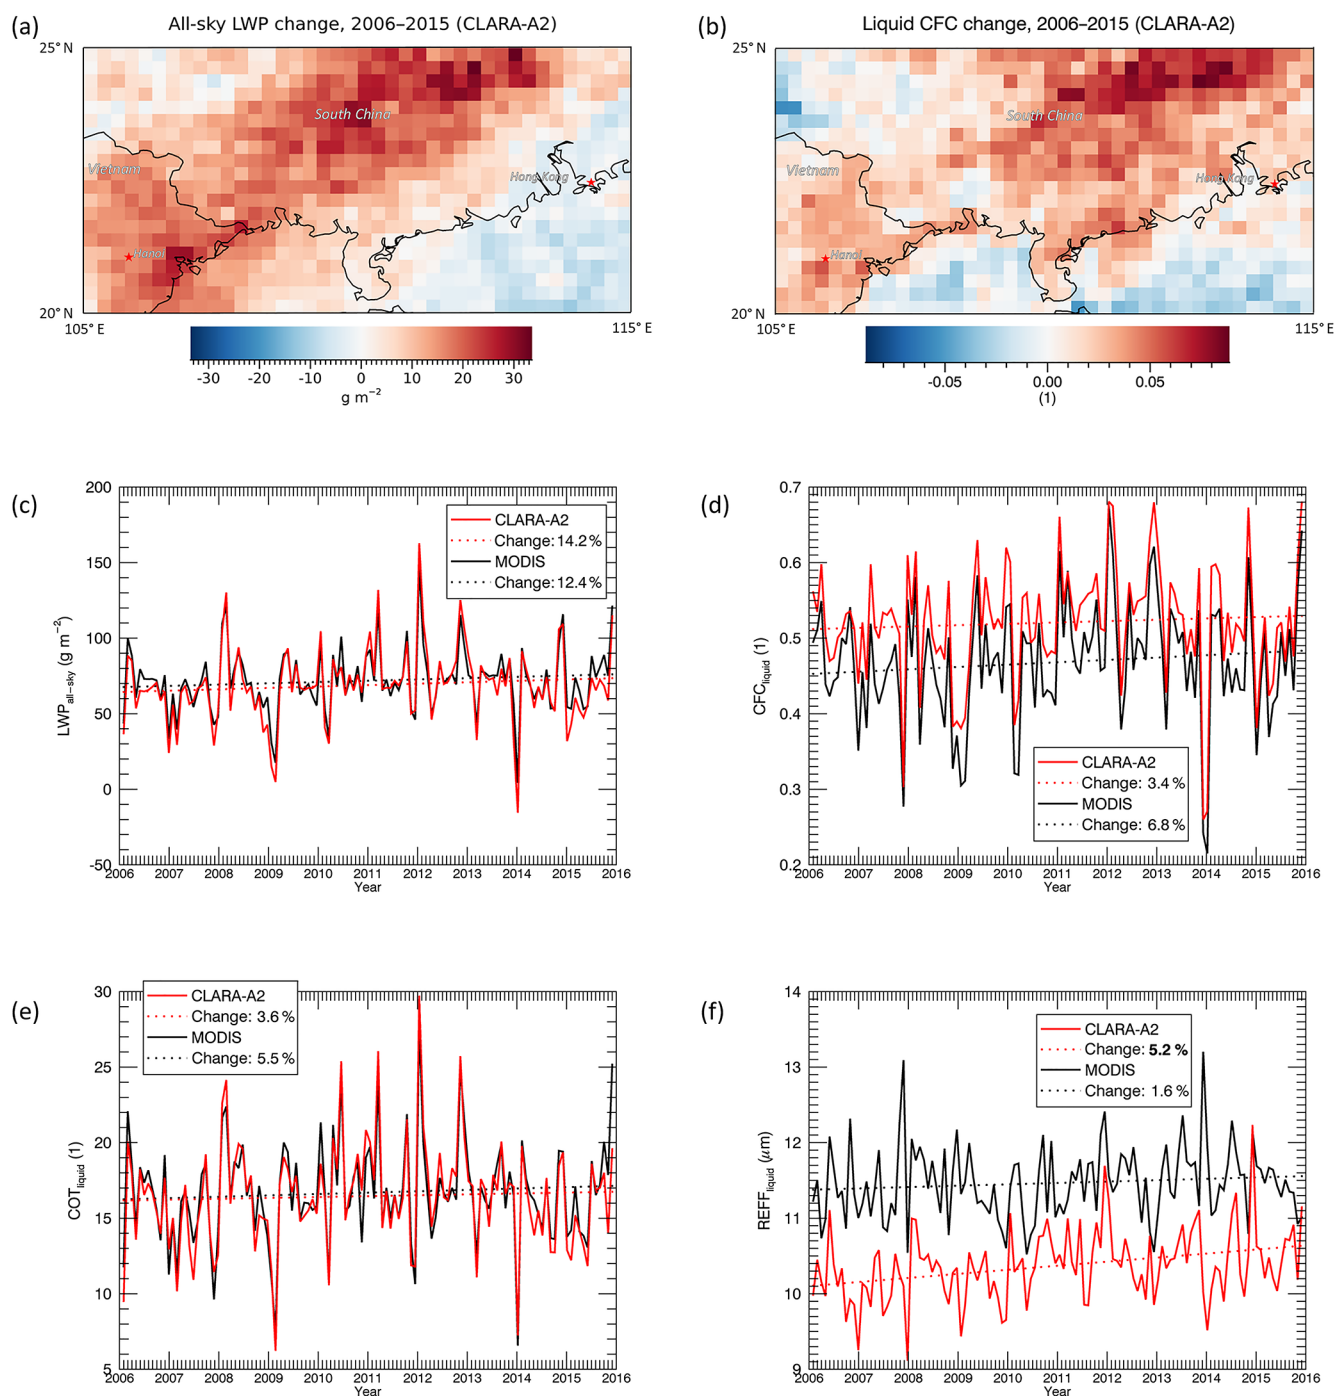 (a)
All-sky LWP change, 2006–2015 (CLARA-A2)
25° N
South China
Vietnam
Hong Kong
Hanoi
20° N
105° E
115° E
-30 -20 -10 0 10 20 30
g m⁻²
(b)
Liquid CFC change, 2006–2015 (CLARA-A2)
25° N
South China
Vietnam
Hong Kong
Hanoi
20° N
105° E
115° E
-0.05 0.00 0.05
(1)
(c)
200
150
100
50
0
-50
LWPall−sky (g m⁻²)
CLARA-A2
Change: 14.2 %
MODIS
Change: 12.4 %
2006 2007 2008 2009 2010 2011 2012 2013 2014 2015 2016
Year
(d)
0.7
0.6
0.5
0.4
0.3
0.2
CFCliquid (1)
CLARA-A2
Change: 3.4 %
MODIS
Change: 6.8 %
2006 2007 2008 2009 2010 2011 2012 2013 2014 2015 2016
Year
(e)
30
25
20
15
10
5
COTliquid (1)
CLARA-A2
Change: 3.6 %
MODIS
Change: 5.5 %
2006 2007 2008 2009 2010 2011 2012 2013 2014 2015 2016
Year
(f)
14
13
12
11
10
9
REFFliquid (μm)
CLARA-A2
Change: 5.2 %
MODIS
Change: 1.6 %
2006 2007 2008 2009 2010 2011 2012 2013 2014 2015 2016
Year